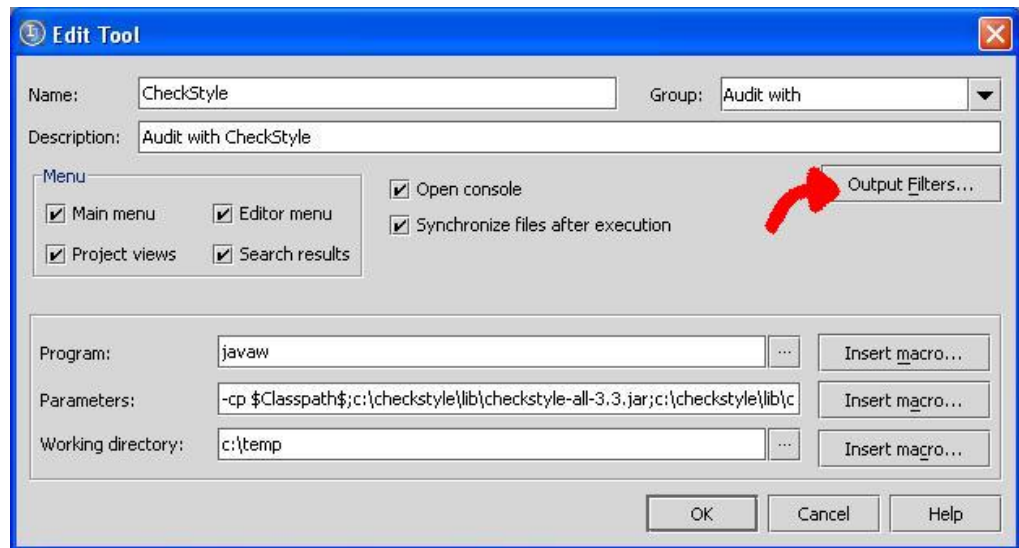 Edit Tool
Name: CheckStyle Group: Audit with
Description: Audit with CheckStyle
Menu
Main menu Editor menu
Project views Search results
Open console
Synchronize files after execution
Output Filters...
Program: javaw ... Insert macro...
Parameters: -cp $Classpath$;c:\checkstyle\lib\checkstyle-all-3.3.jar;c:\checkstyle\lib\c Insert macro...
Working directory: c:\temp ... Insert macro...
OK Cancel Help